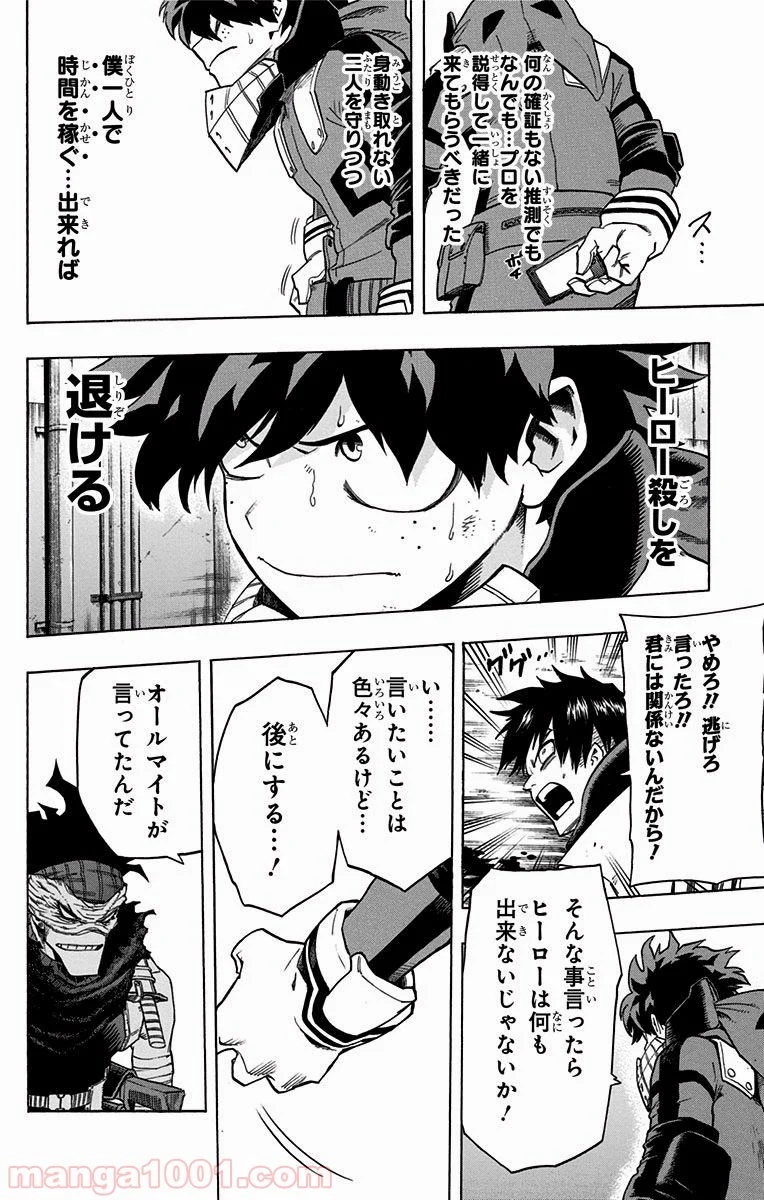 何の確証もない推測でも
なんでも…プロを
説得して一緒に
来てもらうべきだった
ス…
ポイ
身動き取れない
二人を守りつつ
僕一人で
時間を稼ぐ…出来れば
ヒーロー殺しを
退ける
やめろ!!逃げろ
言ったろ!!
君には関係ないんだから!
グググ…
そんな事言ったら
ヒーローは何も
出来ないじゃないか!
い……
言いたいことは
色々あるけど…
後にする…!
オールマイトが
言ってたんだ
manga1001.com